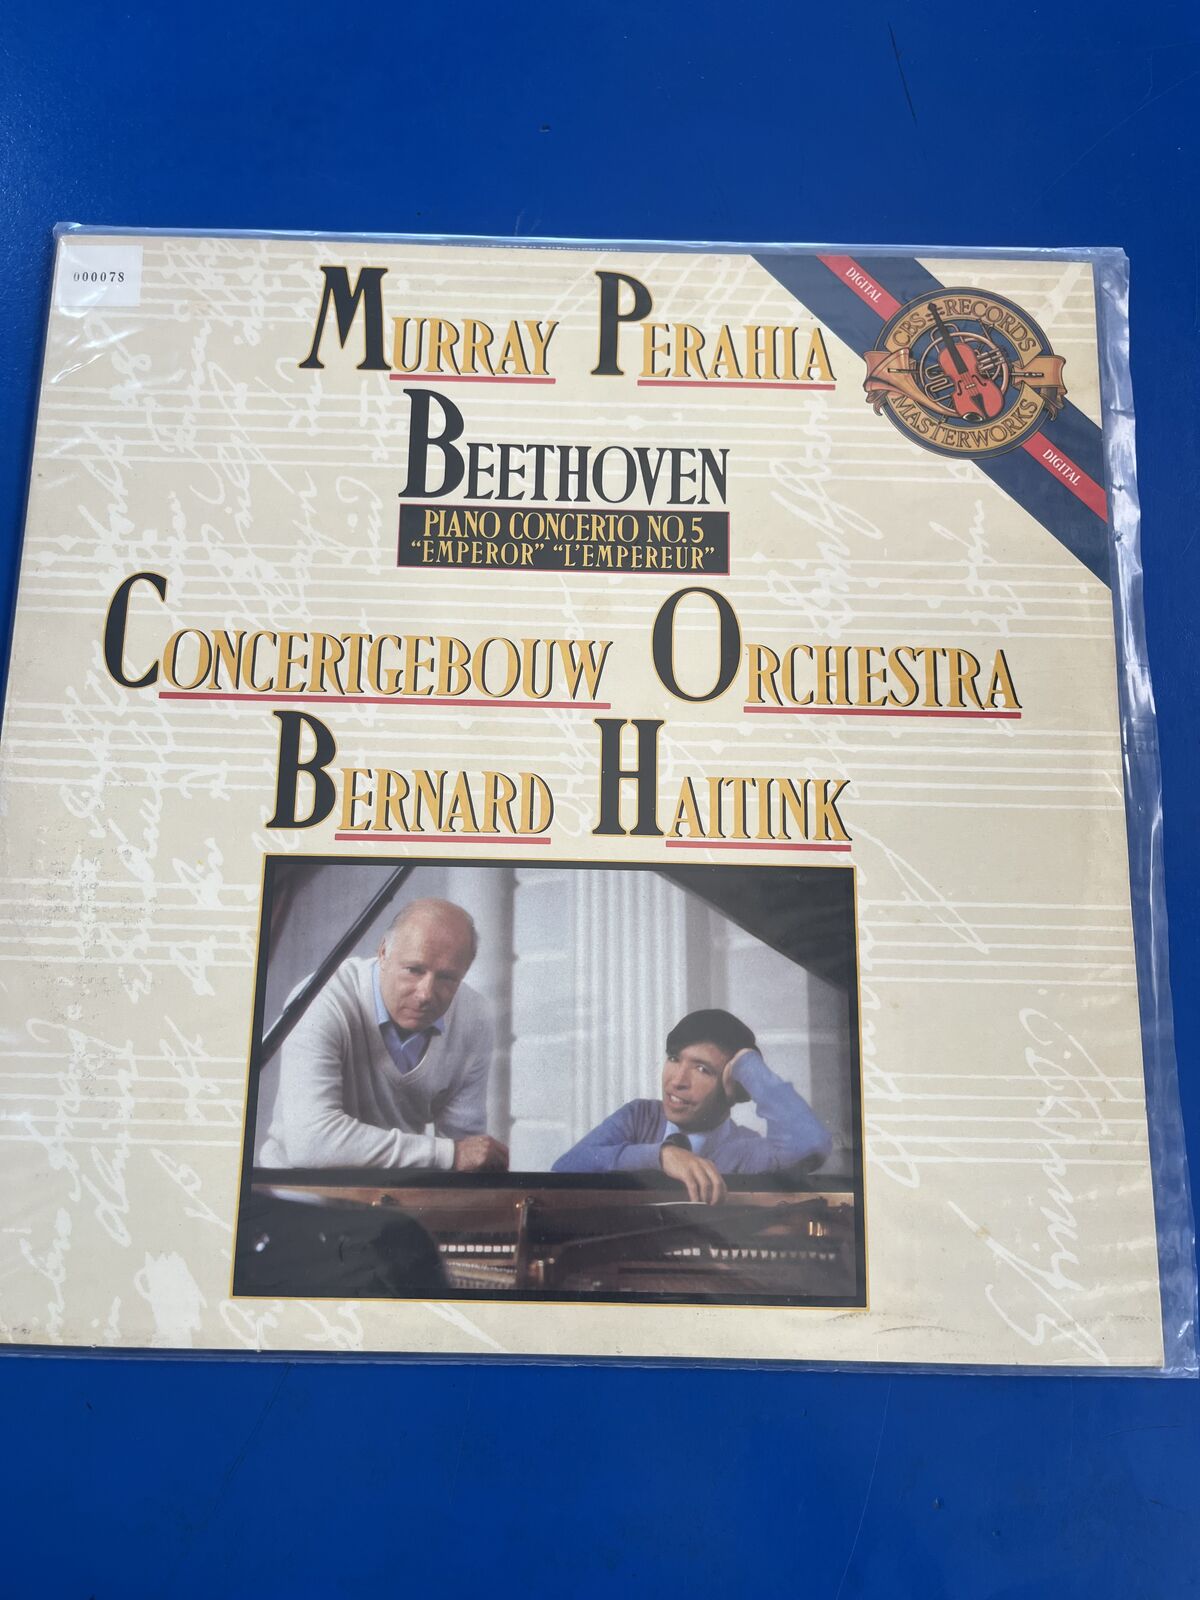 000078
MURRAY PERAHIA
BEETHOVEN
PIANO CONCERTO NO. 5
"EMPEROR" "L'EMPEREUR"
CONCERTGEBOUW ORCHESTRA
BERNARD HAITINK
DIGITAL
CBS RECORDS
MASTERWORKS
DIGITAL